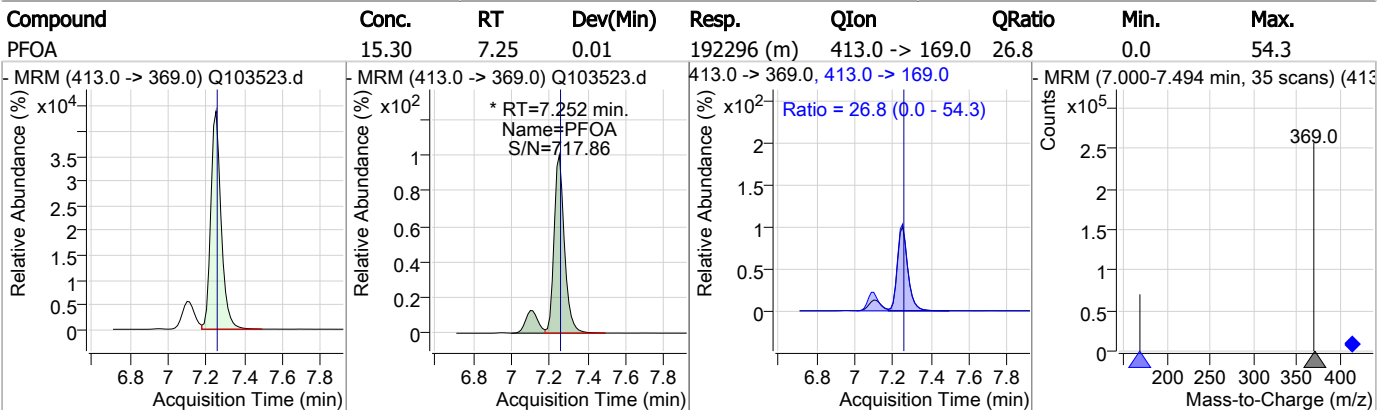 Compound Conc. RT Dev(Min) Resp. QIon QRatio Min. Max.
PFOA 15.30 7.25 0.01 192296 (m) 413.0 -> 169.0 26.8 0.0 54.3
- MRM (413.0 -> 369.0) Q103523.d
Relative Abundance (%)
x10⁴
3.5
3
2.5
2
1.5
1
0.5
0
6.8 7 7.2 7.4 7.6 7.8
Acquisition Time (min)
- MRM (413.0 -> 369.0) Q103523.d
Relative Abundance (%)
x10²
* RT=7.252 min.
Name=PFOA
S/N=717.86
1
0.8
0.6
0.4
0.2
0
6.8 7 7.2 7.4 7.6 7.8
Acquisition Time (min)
413.0 -> 369.0, 413.0 -> 169.0
Relative Abundance (%)
x10²
Ratio = 26.8 (0.0 - 54.3)
2
1.5
1
0.5
0
6.8 7 7.2 7.4 7.6 7.8
Acquisition Time (min)
- MRM (7.000-7.494 min, 35 scans) (413
Counts
x10⁵
369.0
2.5
2
1.5
1
0.5
0
200 250 300 350 400
Mass-to-Charge (m/z)